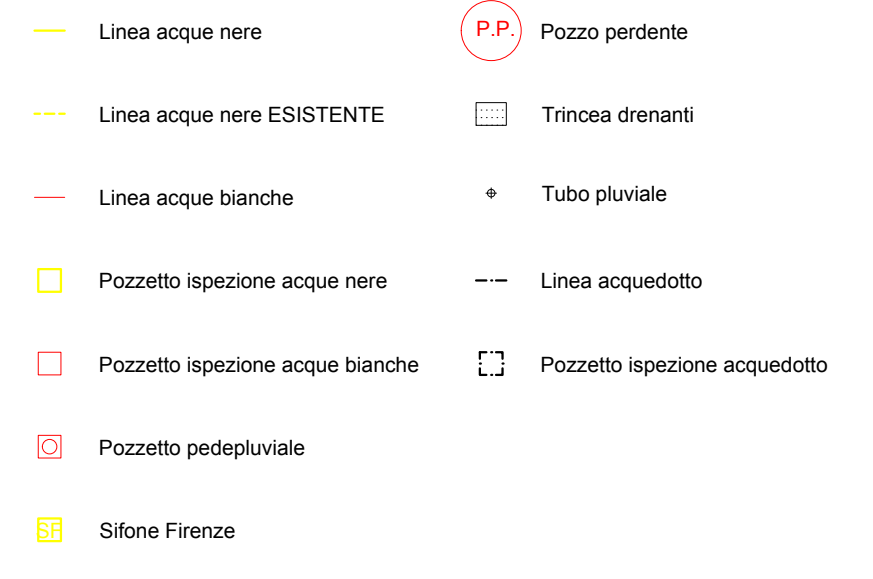 Linea acque nere
Linea acque nere ESISTENTE
Linea acque bianche
Pozzetto ispezione acque nere
Pozzetto ispezione acque bianche
Pozzetto pedepluviale
SF Sifone Firenze
P.P. Pozzo perdente
Trincea drenanti
Tubo pluviale
Linea acquedotto
Pozzetto ispezione acquedotto